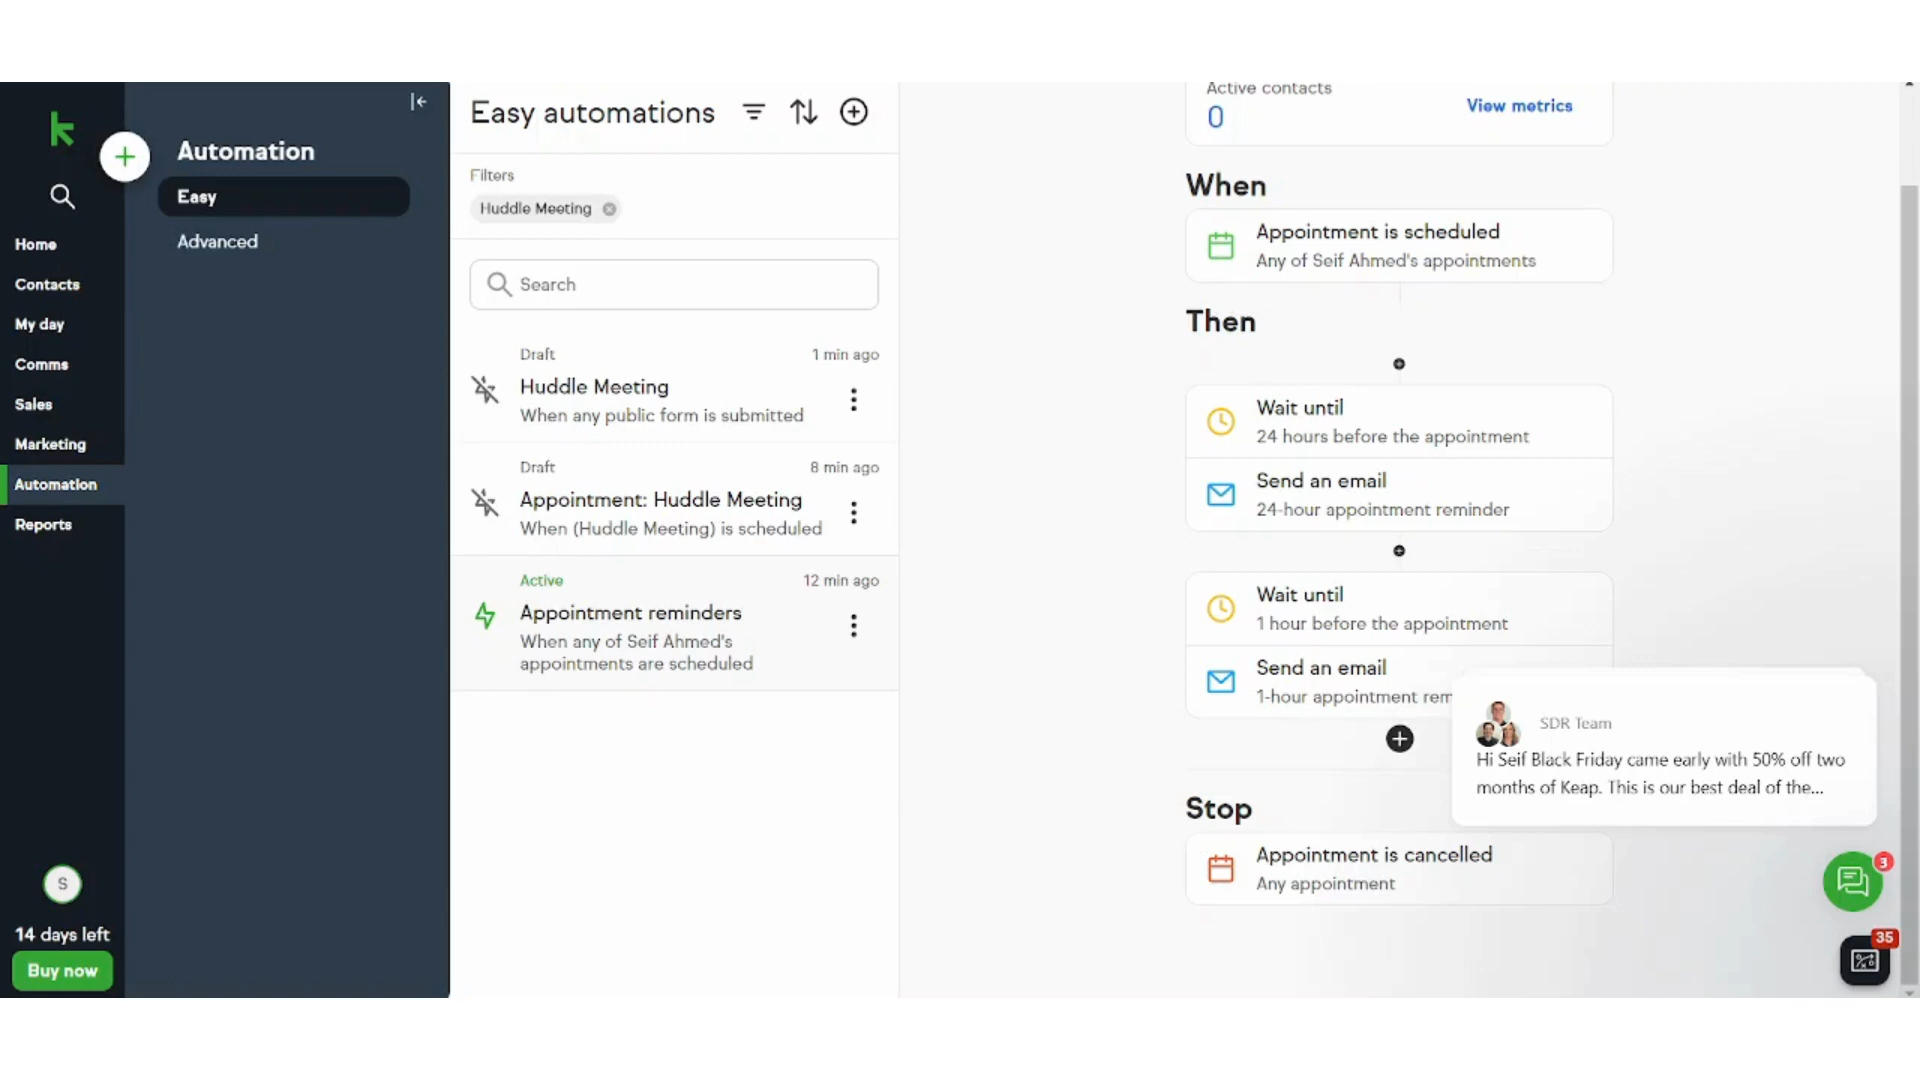 Automation
Easy
Advanced
Home
Contacts
My day
Comms
Sales
Marketing
Automation
Reports
S
14 days left
Buy now
Easy automations
Filters
Huddle Meeting
Search
Draft 1 min ago
Huddle Meeting
When any public form is submitted
Draft 8 min ago
Appointment: Huddle Meeting
When (Huddle Meeting) is scheduled
Active 12 min ago
Appointment reminders
When any of Seif Ahmed's
appointments are scheduled
Active contacts
0
View metrics
When
Appointment is scheduled
Any of Seif Ahmed's appointments
Then
Wait until
24 hours before the appointment
Send an email
24-hour appointment reminder
Wait until
1 hour before the appointment
Send an email
1-hour appointment rem
Stop
Appointment is cancelled
Any appointment
SDR Team
Hi Seif Black Friday came early with 50% off two
months of Keap. This is our best deal of the...
3
35